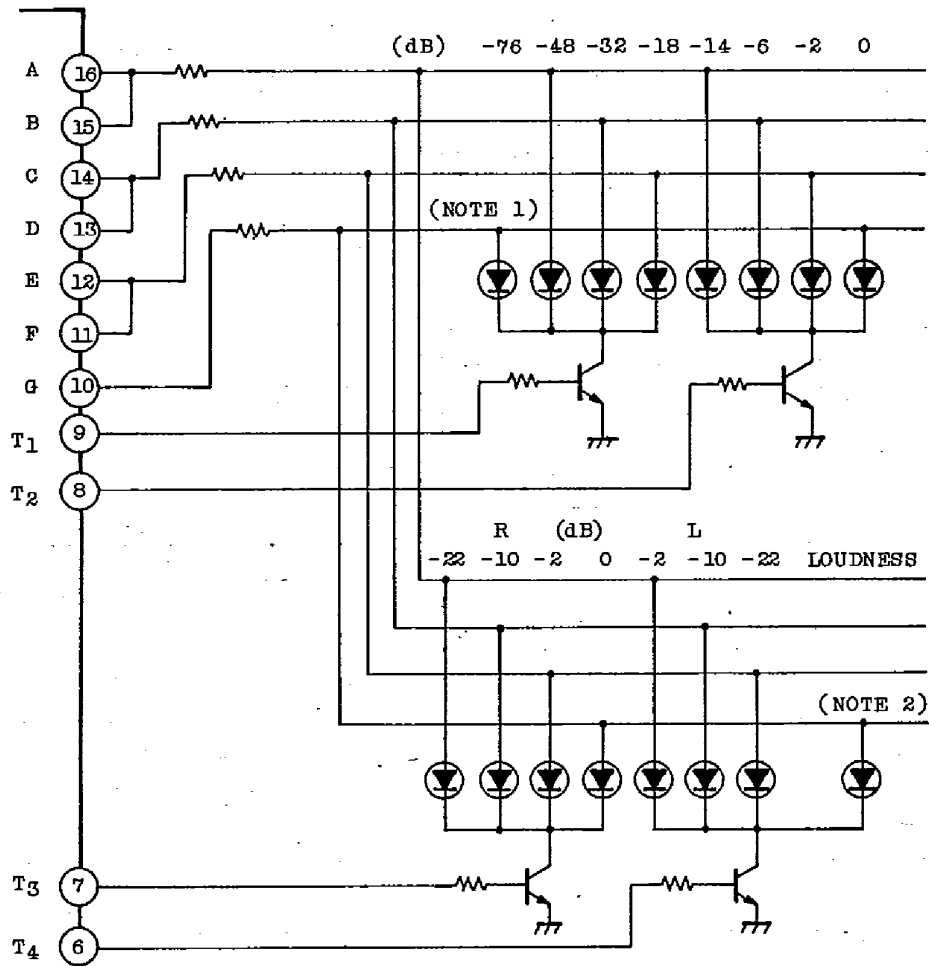 (dB) -76 -48 -32 -18 -14 -6 -2 0
A 16
B 15
C 14
D 13
(NOTE 1)
E 12
F 11
G 10
T1 9
T2 8
R (dB) L
-22 -10 -2 0 -2 -10 -22 LOUDNESS
(NOTE 2)
T3 7
T4 6